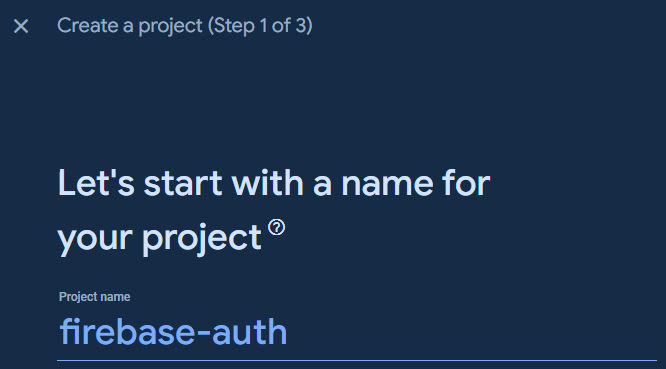 Create a project (Step 1 of 3)
Let's start with a name for
your project
Project name
firebase-auth